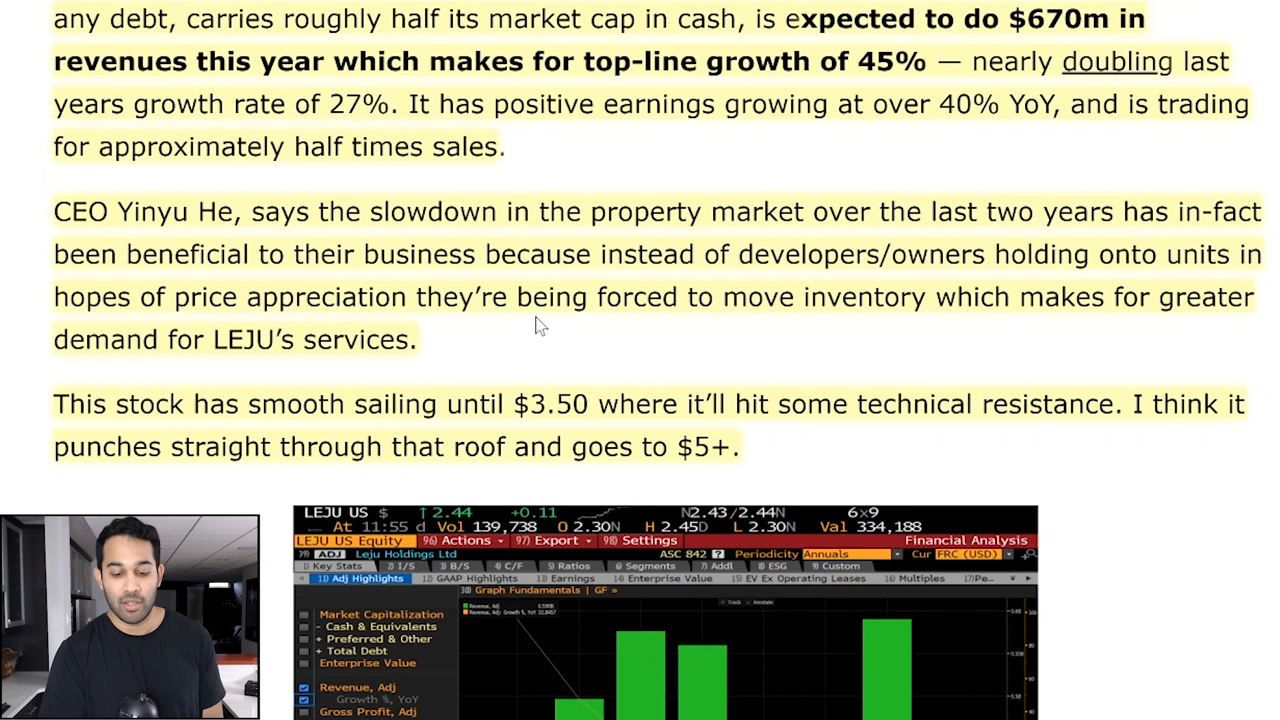 any debt, carries roughly half its market cap in cash, is expected to do $670m in
revenues this year which makes for top-line growth of 45% — nearly doubling last
years growth rate of 27%. It has positive earnings growing at over 40% YoY, and is trading
for approximately half times sales.
CEO Yinyu He, says the slowdown in the property market over the last two years has in-fact
been beneficial to their business because instead of developers/owners holding onto units in
hopes of price appreciation they’re being forced to move inventory which makes for greater
demand for LEJU’s services.
This stock has smooth sailing until $3.50 where it’ll hit some technical resistance. I think it
punches straight through that roof and goes to $5+.
LEJU US $ ↑ 2.44 +0.11 N2.43/2.44N 6x9
At 11:55 d Vol 139,738 O 2.30N H 2.45D L 2.30N Val 334,188
LEJU US Equity 96) Actions 97) Export 98) Settings Financial Analysis
ADJ Leju Holdings Ltd ASC 842 ? Periodicity Annuals Cur FRC (USD)
1) Key Stats 2) I/S 3) B/S 4) C/F 5) Ratios 6) Segments 7) Addl 8) ESG 9) Custom
11) Adj Highlights 12) GAAP Highlights 13) Earnings 14) Enterprise Value 15) EV Ex Operating Leases 16) Multiples 17) Pe...
30) Graph Fundamentals | GF »
Market Capitalization
- Cash & Equivalents
+ Preferred & Other
+ Total Debt
Enterprise Value
Revenue, Adj
Growth %, YoY
Gross Profit, Adj